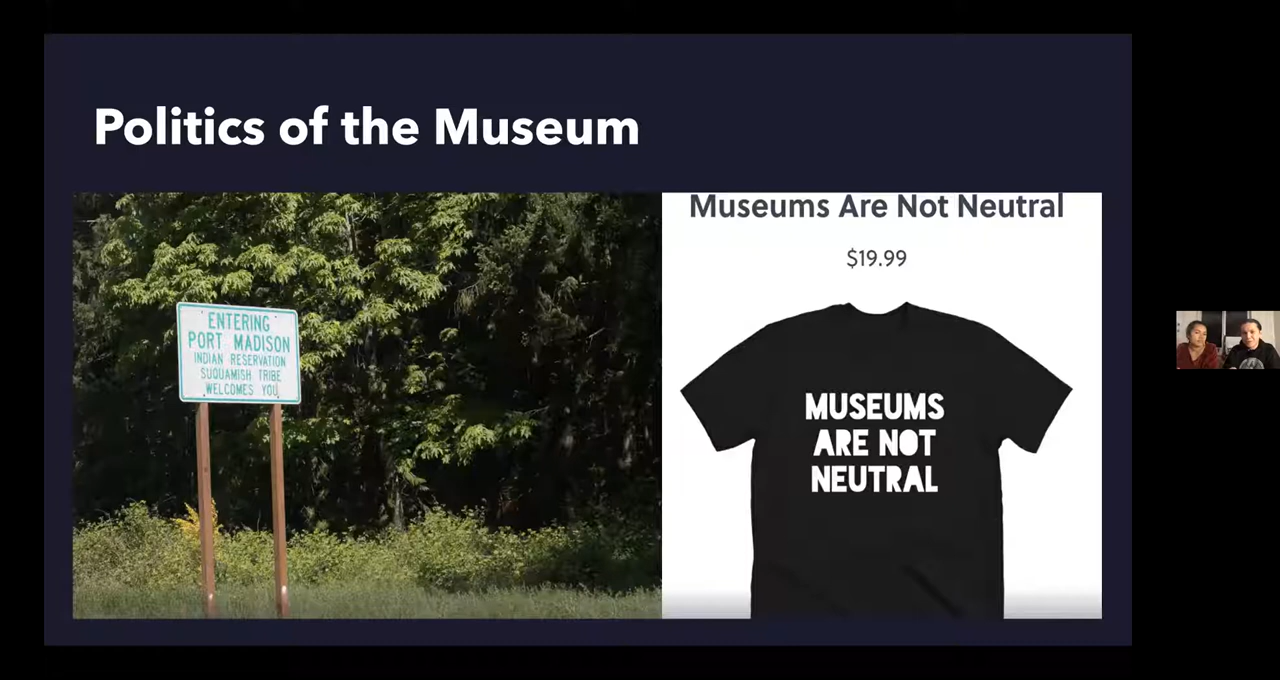 Politics of the Museum
ENTERING
PORT MADISON
INDIAN RESERVATION
SUQUAMISH TRIBE
WELCOMES YOU
Museums Are Not Neutral
$19.99
MUSEUMS
ARE NOT
NEUTRAL